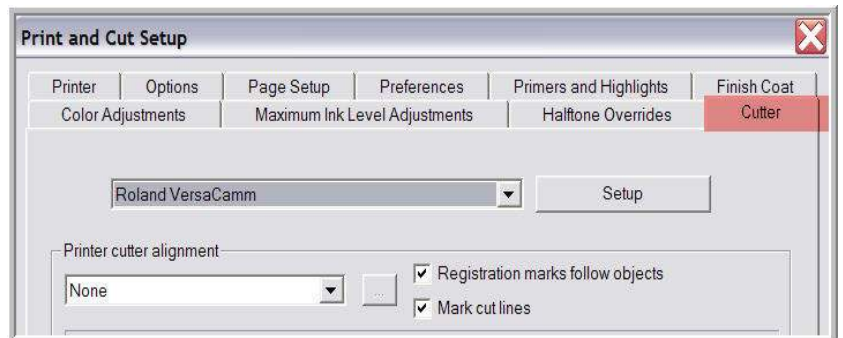 Print and Cut Setup
Printer Options Page Setup Preferences Primers and Highlights Finish Coat
Color Adjustments Maximum Ink Level Adjustments Halftone Overrides Cutter
Roland VersaCamm Setup
Printer cutter alignment
Registration marks follow objects
None ...
Mark cut lines